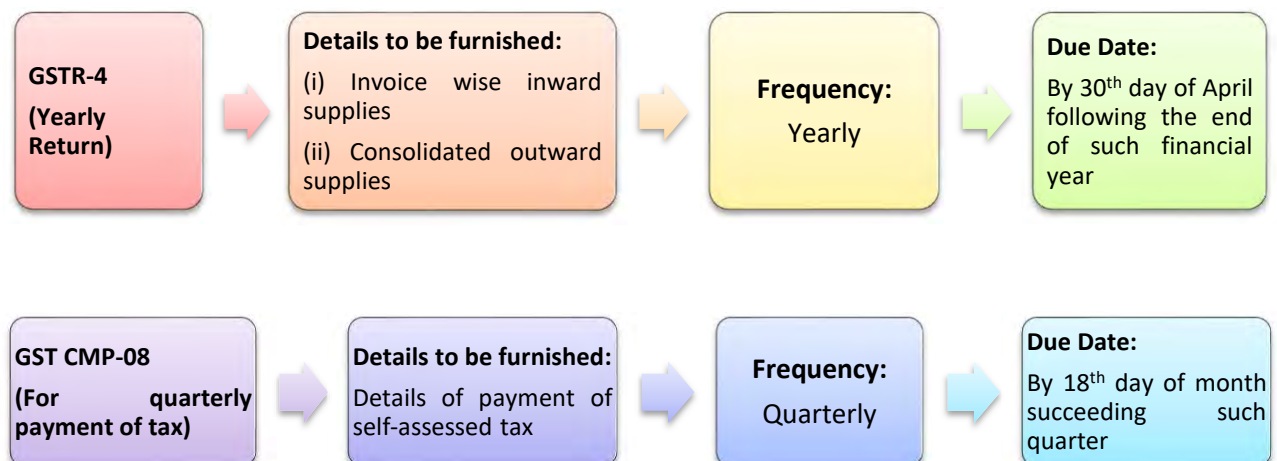 GSTR-4
(Yearly
Return)
Details to be furnished:
(i) Invoice wise inward
supplies
(ii) Consolidated outward
supplies
Frequency:
Yearly
Due Date:
By 30th day of April
following the end
of such financial
year
GST CMP-08
(For quarterly
payment of tax)
Details to be furnished:
Details of payment of
self-assessed tax
Frequency:
Quarterly
Due Date:
By 18th day of month
succeeding such
quarter